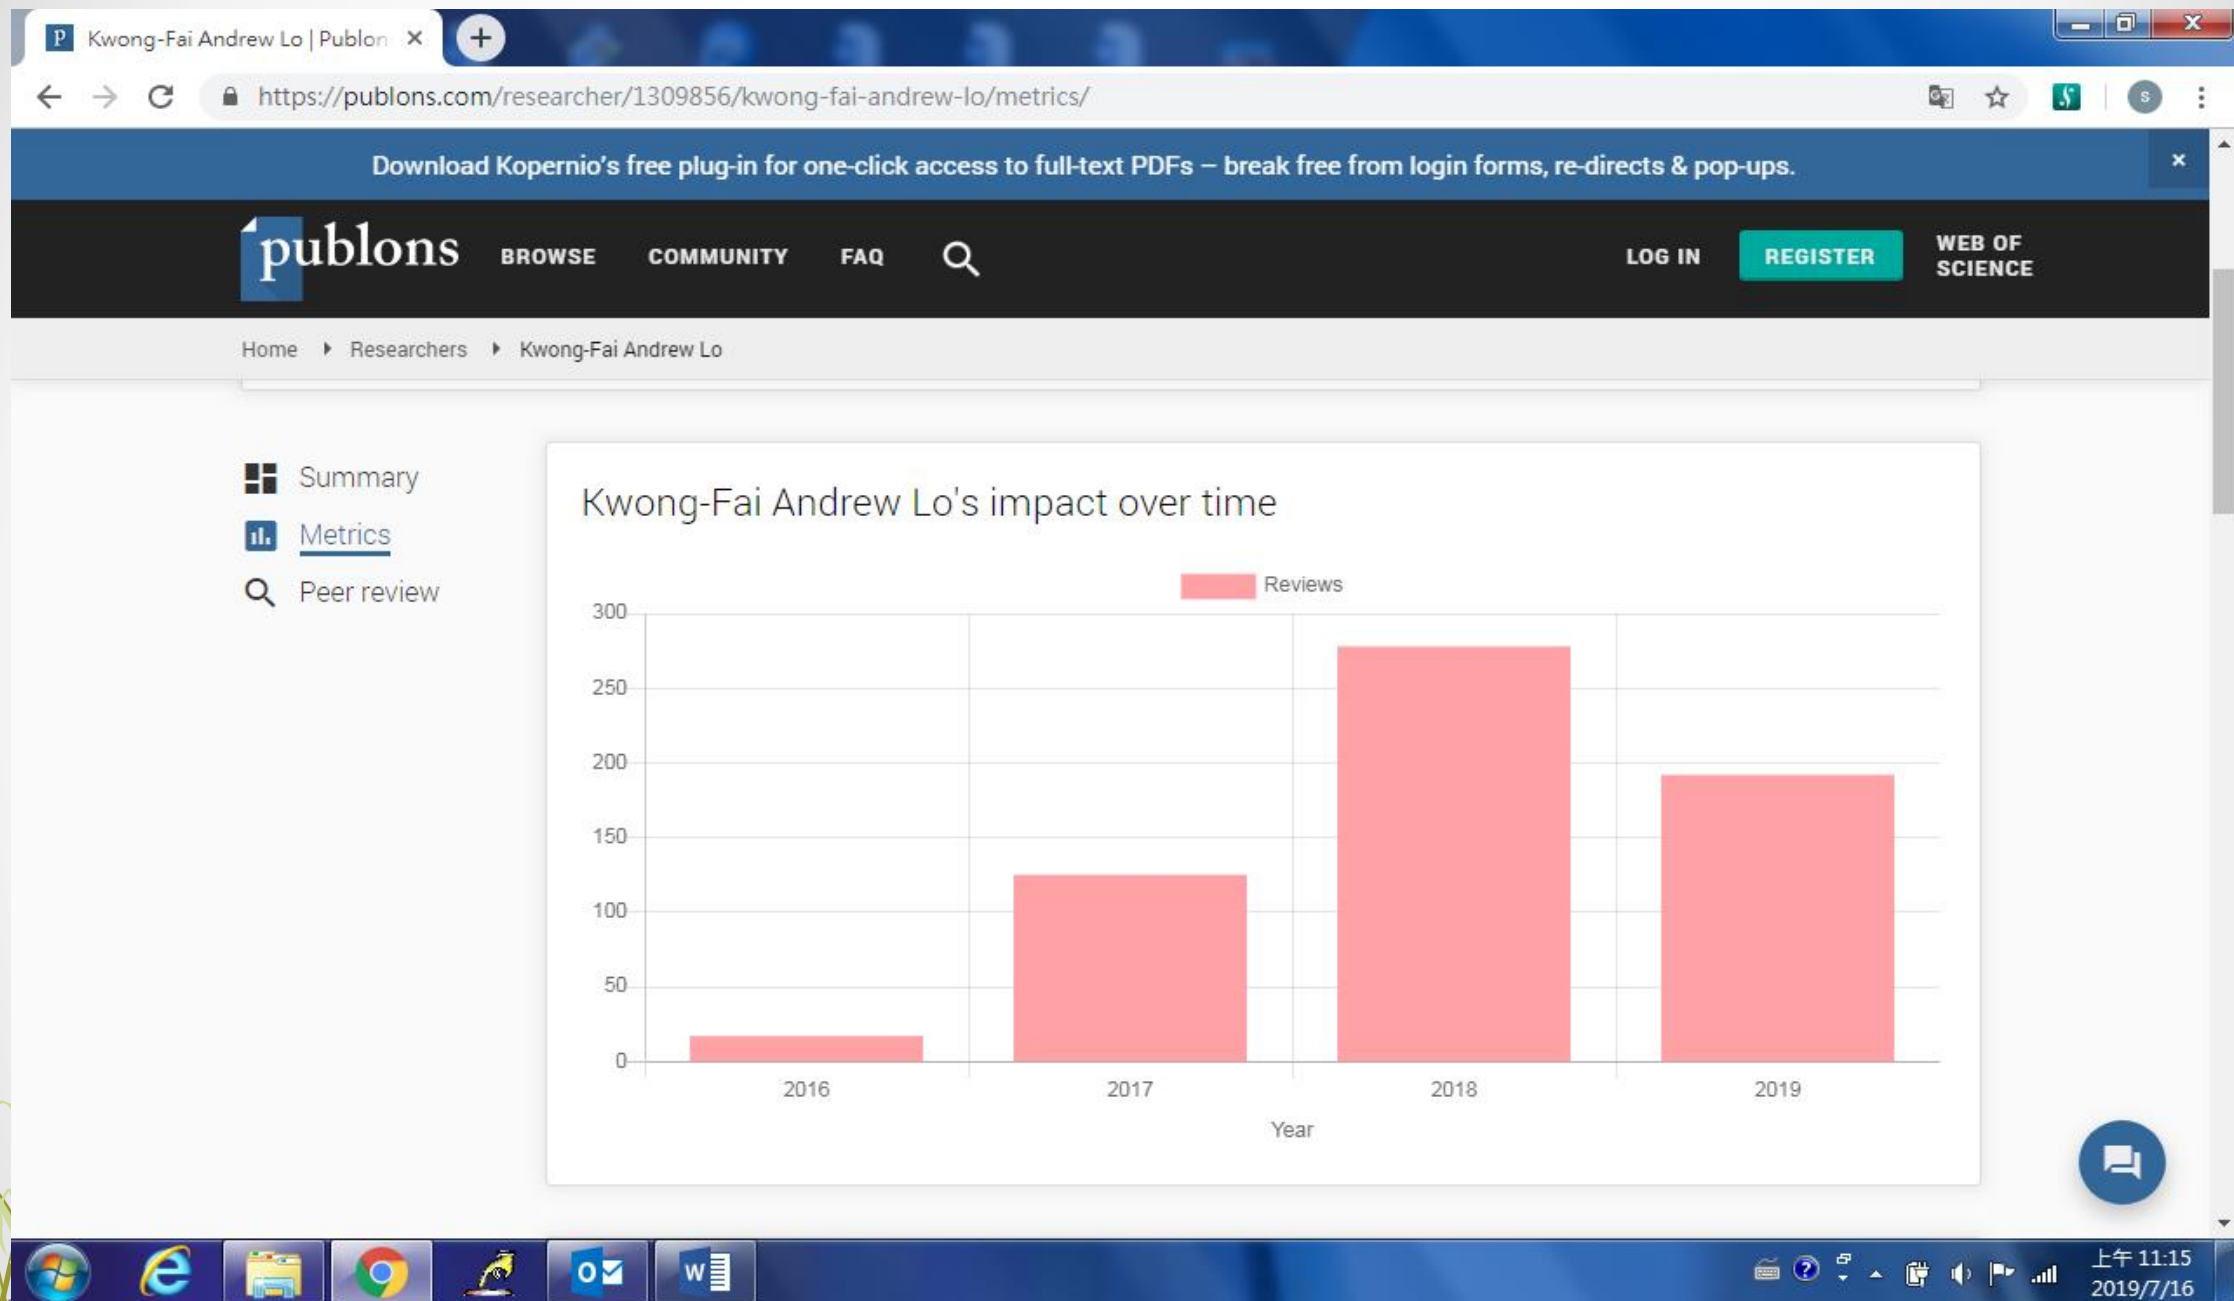 Kwong-Fai Andrew Lo | Publon
https://publons.com/researcher/1309856/kwong-fai-andrew-lo/metrics/
Download Kopernio's free plug-in for one-click access to full-text PDFs – break free from login forms, re-directs & pop-ups.
publons BROWSE COMMUNITY FAQ LOG IN REGISTER WEB OF
SCIENCE
Home Researchers Kwong-Fai Andrew Lo
Summary
Metrics
Peer review
Kwong-Fai Andrew Lo's impact over time
Reviews
300
250
200
150
100
50
0
2016 2017 2018 2019
Year
上午 11:15
2019/7/16